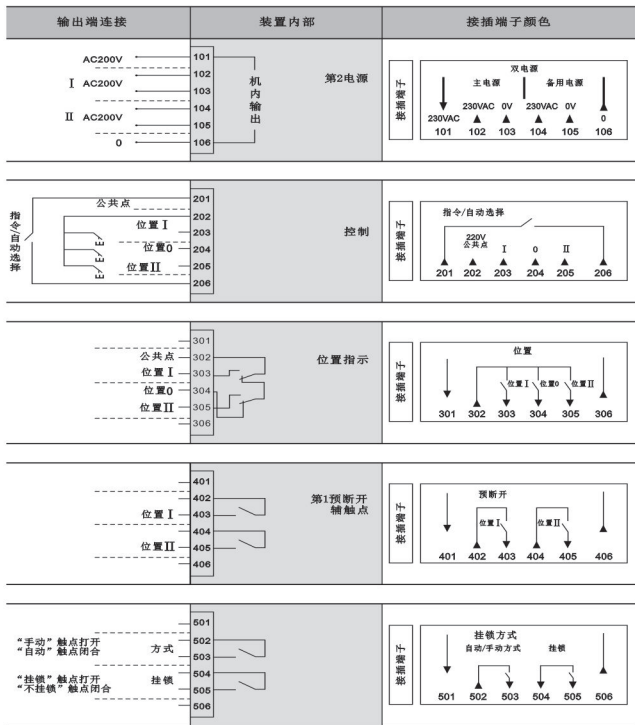 输出端连接 装置内部 接插端子颜色
AC200V 101
102
Ⅰ AC200V 103
104
Ⅱ AC200V 105
0 106
机内输出
第2电源
接插端子
双电源
主电源 备用电源
230VAC 0V 230VAC 0V
230VAC 0
101 102 103 104 105 106
指令/自动选择
公共点
位置Ⅰ
位置0
位置Ⅱ
201
202
203
204
205
206
控制
接插端子
指令/自动选择
220V
公共点 Ⅰ 0 Ⅱ
201 202 203 204 205 206
301
公共点 302
位置Ⅰ 303
位置0 304
位置Ⅱ 305
306
位置指示
接插端子
位置
位置Ⅰ 位置0 位置Ⅱ
301 302 303 304 305 306
401
402
位置Ⅰ 403
404
位置Ⅱ 405
406
第1预断开
辅触点
接插端子
预断开
位置Ⅰ 位置Ⅱ
401 402 403 404 405 406
501
“手动”触点打开 502
“自动”触点闭合 方式 503
“挂锁”触点打开 挂锁 504
“不挂锁”触点闭合 505
506
接插端子
挂锁方式
自动/手动方式 挂锁
501 502 503 504 505 506